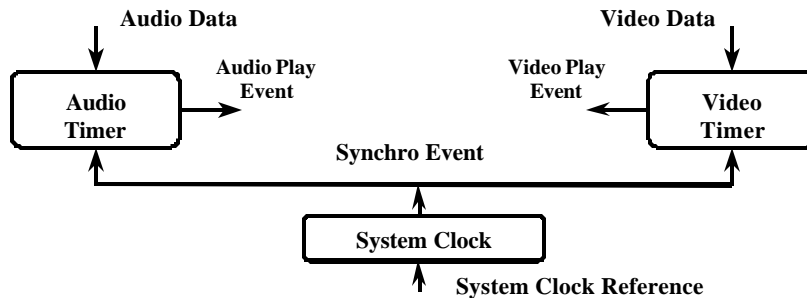 Audio Data
Video Data
Audio Play
Event
Video Play
Event
Audio
Timer
Video
Timer
Synchro Event
System Clock
System Clock Reference